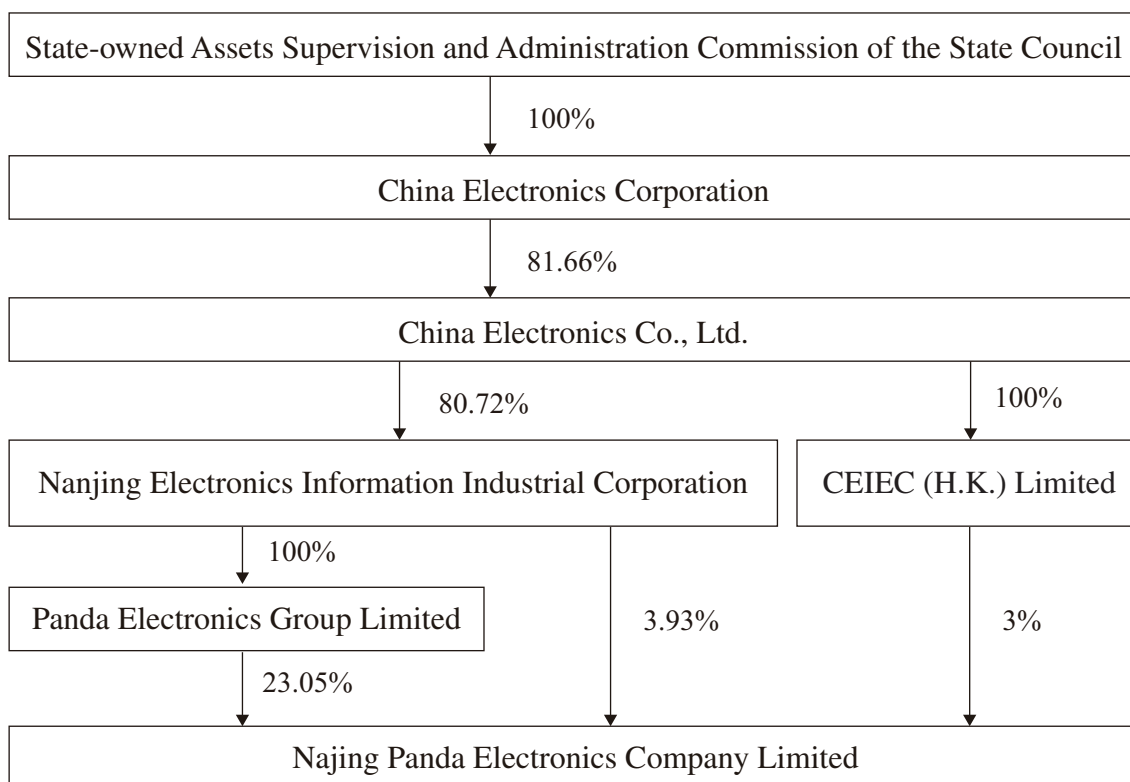 State-owned Assets Supervision and Administration Commission of the State Council
100%
China Electronics Corporation
81.66%
China Electronics Co., Ltd.
80.72%
100%
Nanjing Electronics Information Industrial Corporation
CEIEC (H.K.) Limited
100%
Panda Electronics Group Limited
3.93%
3%
23.05%
Najing Panda Electronics Company Limited